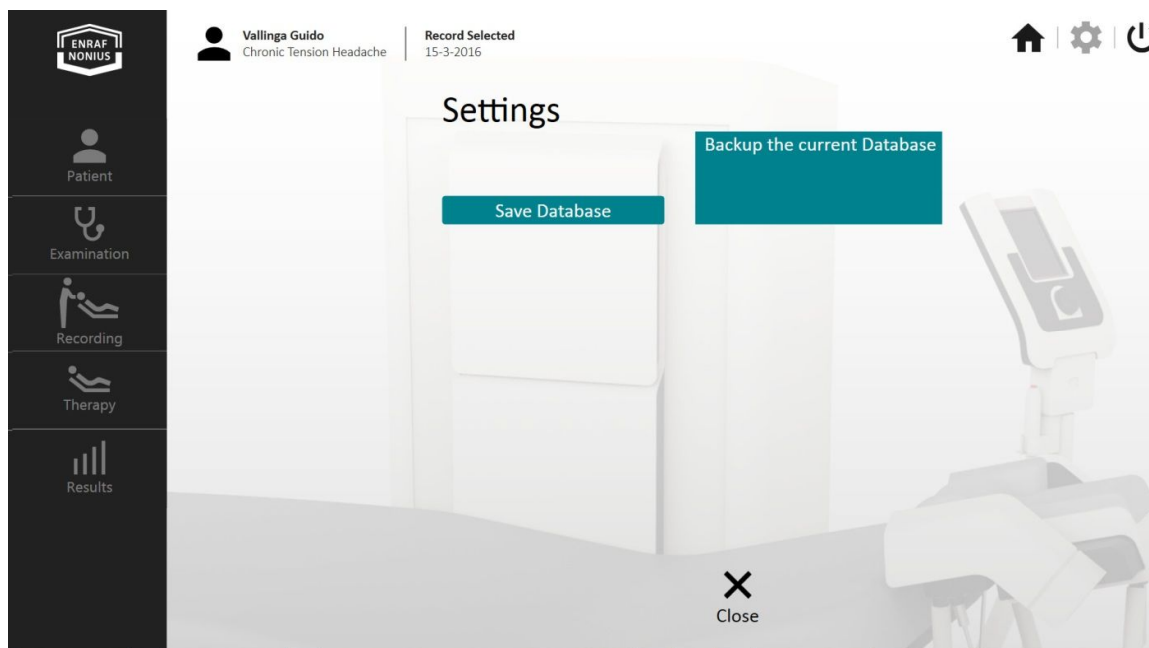 ENRAF
NONIUS
Vallinga Guido
Chronic Tension Headache
Record Selected
15-3-2016
Settings
Backup the current Database
Save Database
Patient
Examination
Recording
Therapy
Results
Close